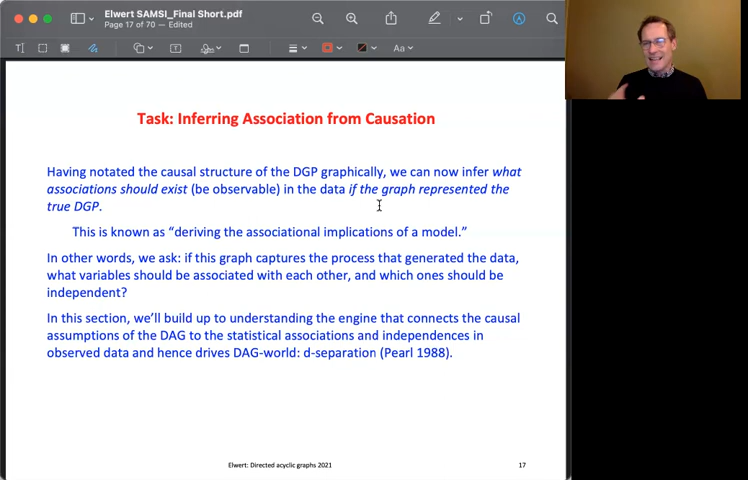 Elwert SAMSI_Final Short.pdf
Page 17 of 70 — Edited
Aa
Task: Inferring Association from Causation
Having notated the causal structure of the DGP graphically, we can now infer what
associations should exist (be observable) in the data if the graph represented the
true DGP.
This is known as “deriving the associational implications of a model.”
In other words, we ask: if this graph captures the process that generated the data,
what variables should be associated with each other, and which ones should be
independent?
In this section, we’ll build up to understanding the engine that connects the causal
assumptions of the DAG to the statistical associations and independences in
observed data and hence drives DAG-world: d-separation (Pearl 1988).
Elwert: Directed acyclic graphs 2021
17